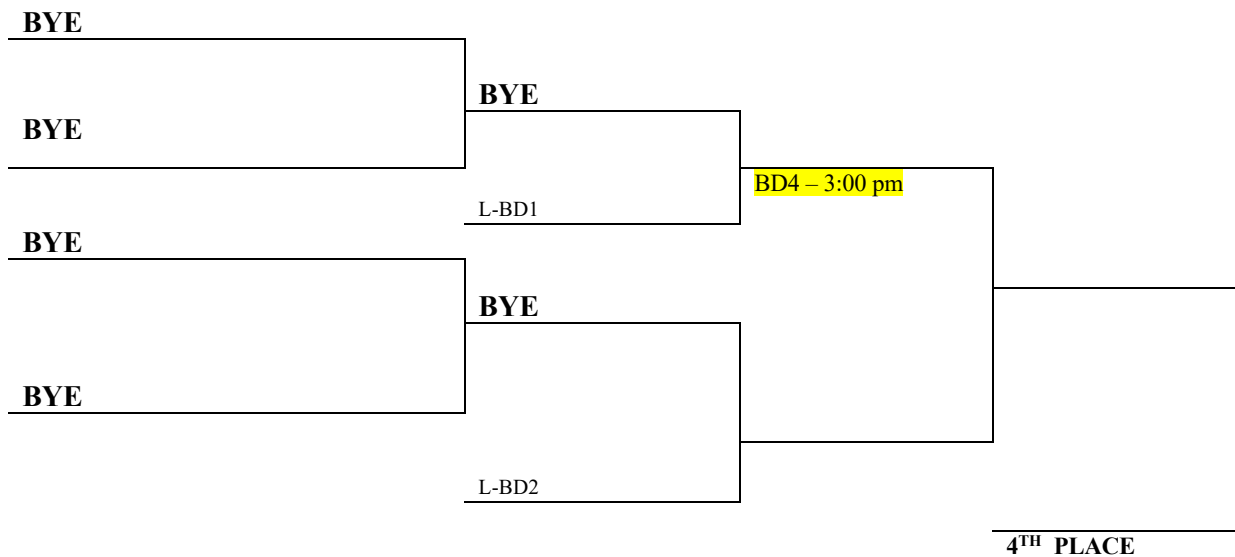 BYE
BYE
BYE
L-BD1
BD4 – 3:00 pm
BYE
BYE
BYE
L-BD2
4TH PLACE